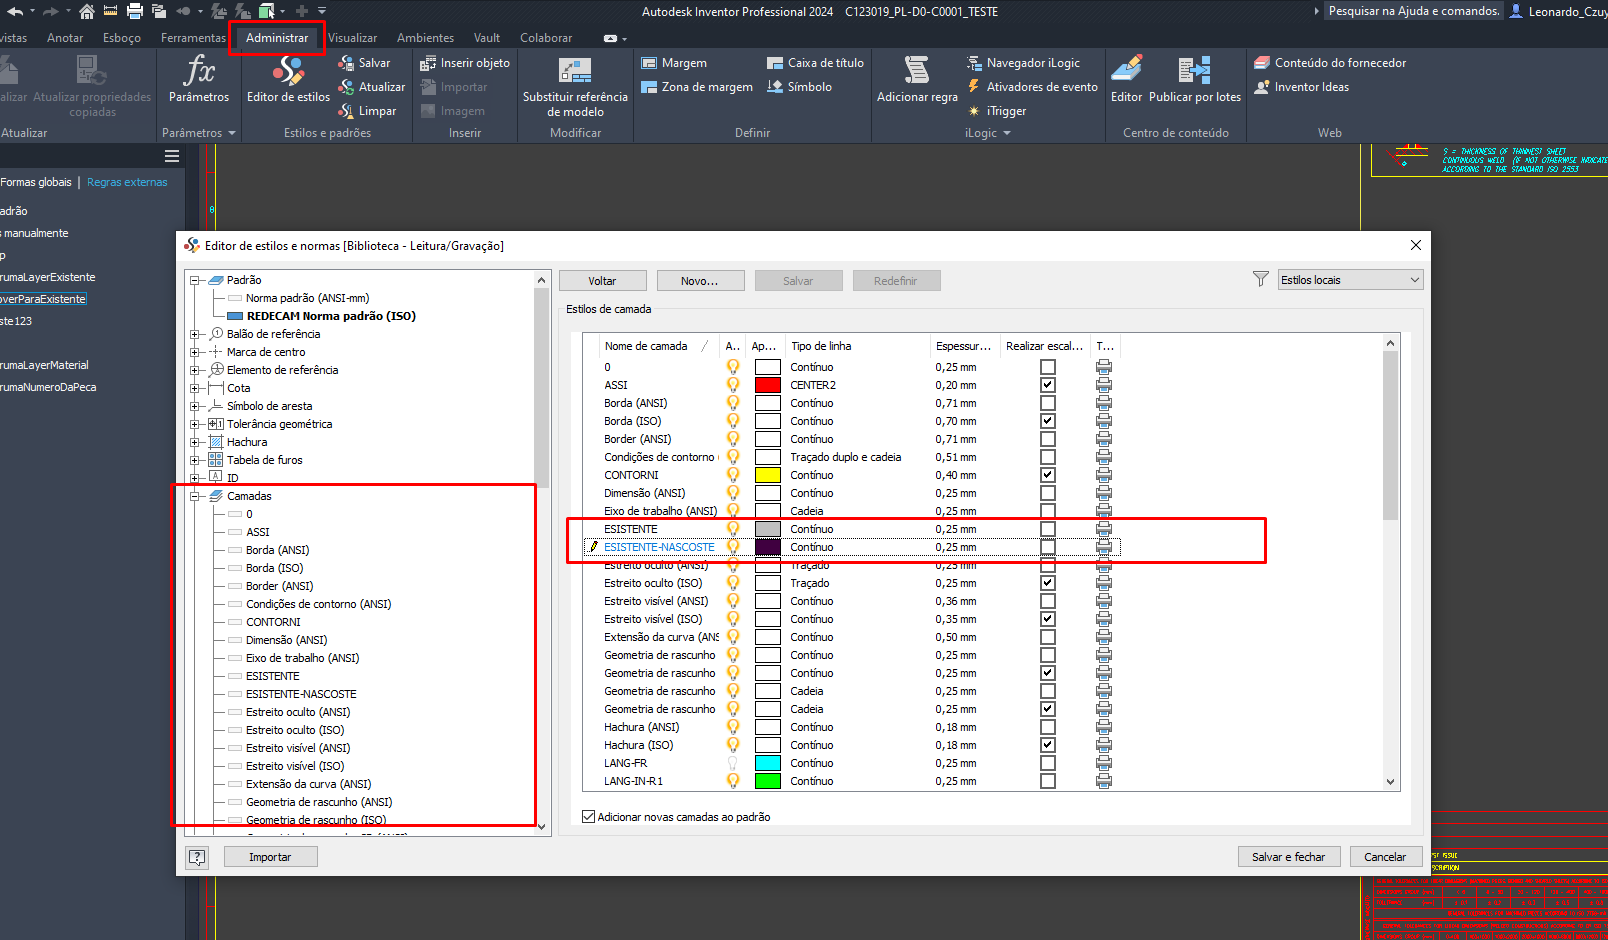 Autodesk Inventor Professional 2024 C123019_PL-D0-C0001_TESTE
Pesquisar na Ajuda e comandos.
Leonardo_Czuy
vistas Anotar Esboço Ferramentas Administrar Visualizar Ambientes Vault Colaborar
alizar
Atualizar propriedades
copiadas
Atualizar
fx
Parâmetros
Parâmetros
Editor de estilos
Salvar
Atualizar
Limpar
Estilos e padrões
Inserir objeto
Importar
Imagem
Inserir
Substituir referência
de modelo
Modificar
Margem
Zona de margem
Caixa de título
Símbolo
Definir
Adicionar regra
Navegador iLogic
Ativadores de evento
iTrigger
iLogic
Editor
Publicar por lotes
Centro de conteúdo
Conteúdo do fornecedor
Inventor Ideas
Web
Formas globais | Regras externas
adrão
s manualmente
p
rumaLayerExistente
overParaExistente
ste123
rumaLayerMaterial
rumaNumeroDaPeca
S = THICKNESS OF THINNEST SHEET
CONTINUOUS WELD (IF NOT OTHERWISE INDICATE
ACCORDING TO THE STANDARD ISO 2553
Editor de estilos e normas [Biblioteca - Leitura/Gravação]
Padrão
Norma padrão (ANSI-mm)
REDECAM Norma padrão (ISO)
Balão de referência
Marca de centro
Elemento de referência
Cota
Símbolo de aresta
Tolerância geométrica
Hachura
Tabela de furos
ID
Camadas
0
ASSI
Borda (ANSI)
Borda (ISO)
Border (ANSI)
Condições de contorno (ANSI)
CONTORNI
Dimensão (ANSI)
Eixo de trabalho (ANSI)
ESISTENTE
ESISTENTE-NASCOSTE
Estreito oculto (ANSI)
Estreito oculto (ISO)
Estreito visível (ANSI)
Estreito visível (ISO)
Extensão da curva (ANSI)
Geometria de rascunho (ANSI)
Geometria de rascunho (ISO)
Voltar Novo... Salvar Redefinir
Estilos locais
Estilos de camada
Nome de camada A.. Ap... Tipo de linha Espessur... Realizar escal... T...
0 Contínuo 0,25 mm
ASSI CENTER2 0,20 mm
Borda (ANSI) Contínuo 0,71 mm
Borda (ISO) Contínuo 0,70 mm
Border (ANSI) Contínuo 0,71 mm
Condições de contorno Traçado duplo e cadeia 0,51 mm
CONTORNI Contínuo 0,40 mm
Dimensão (ANSI) Contínuo 0,25 mm
Eixo de trabalho (ANSI) Cadeia 0,25 mm
ESISTENTE Contínuo 0,25 mm
ESISTENTE-NASCOSTE Contínuo 0,25 mm
Estreito oculto (ANSI) Traçado 0,25 mm
Estreito oculto (ISO) Traçado 0,25 mm
Estreito visível (ANSI) Contínuo 0,36 mm
Estreito visível (ISO) Contínuo 0,35 mm
Extensão da curva (ANS Contínuo 0,50 mm
Geometria de rascunho Contínuo 0,25 mm
Geometria de rascunho Contínuo 0,25 mm
Geometria de rascunho Cadeia 0,25 mm
Geometria de rascunho Cadeia 0,25 mm
Hachura (ANSI) Contínuo 0,18 mm
Hachura (ISO) Contínuo 0,18 mm
LANG-FR Contínuo 0,25 mm
LANG-IN-R1 Contínuo 0,25 mm
Adicionar novas camadas ao padrão
? Importar Salvar e fechar Cancelar